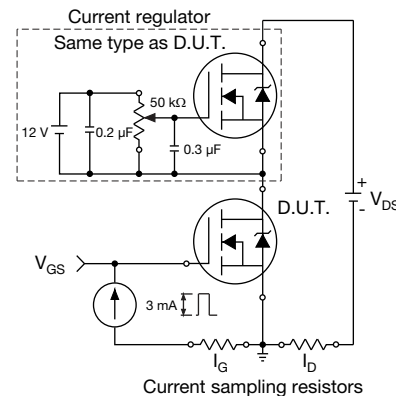 Current regulator
Same type as D.U.T.
50 kΩ
12 V
0.2 µF
0.3 µF
+
VDS
-
D.U.T.
VGS
3 mA
IG
ID
Current sampling resistors